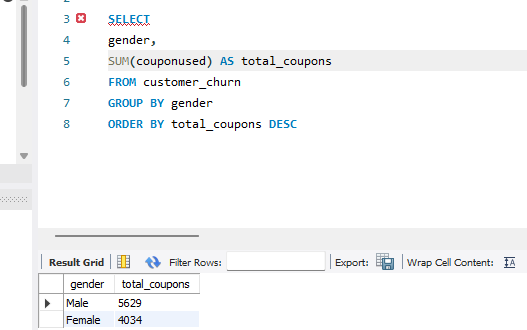 3 SELECT
4 gender,
5 SUM(couponused) AS total_coupons
6 FROM customer_churn
7 GROUP BY gender
8 ORDER BY total_coupons DESC
Result Grid Filter Rows: Export: Wrap Cell Content:
gender total_coupons
Male 5629
Female 4034